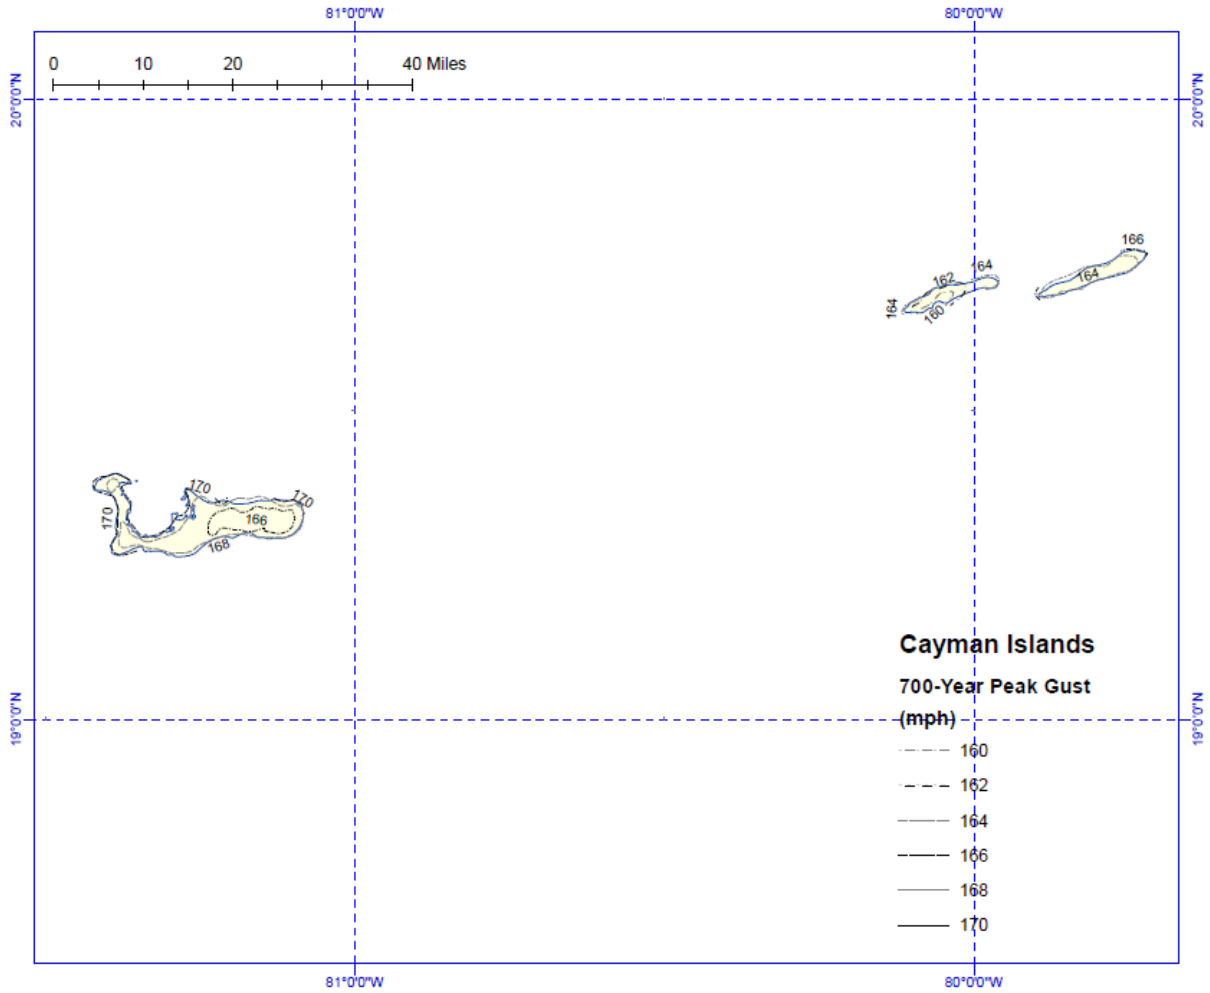 81°0'0"W 80°0'0"W
0 10 20 40 Miles
20°0'0"N 20°0'0"N
166
164
164
162
164
160
170
170
170
166
168
Cayman Islands
700-Year Peak Gust
(mph)
19°0'0"N 19°0'0"N
160
162
164
166
168
170
81°0'0"W 80°0'0"W